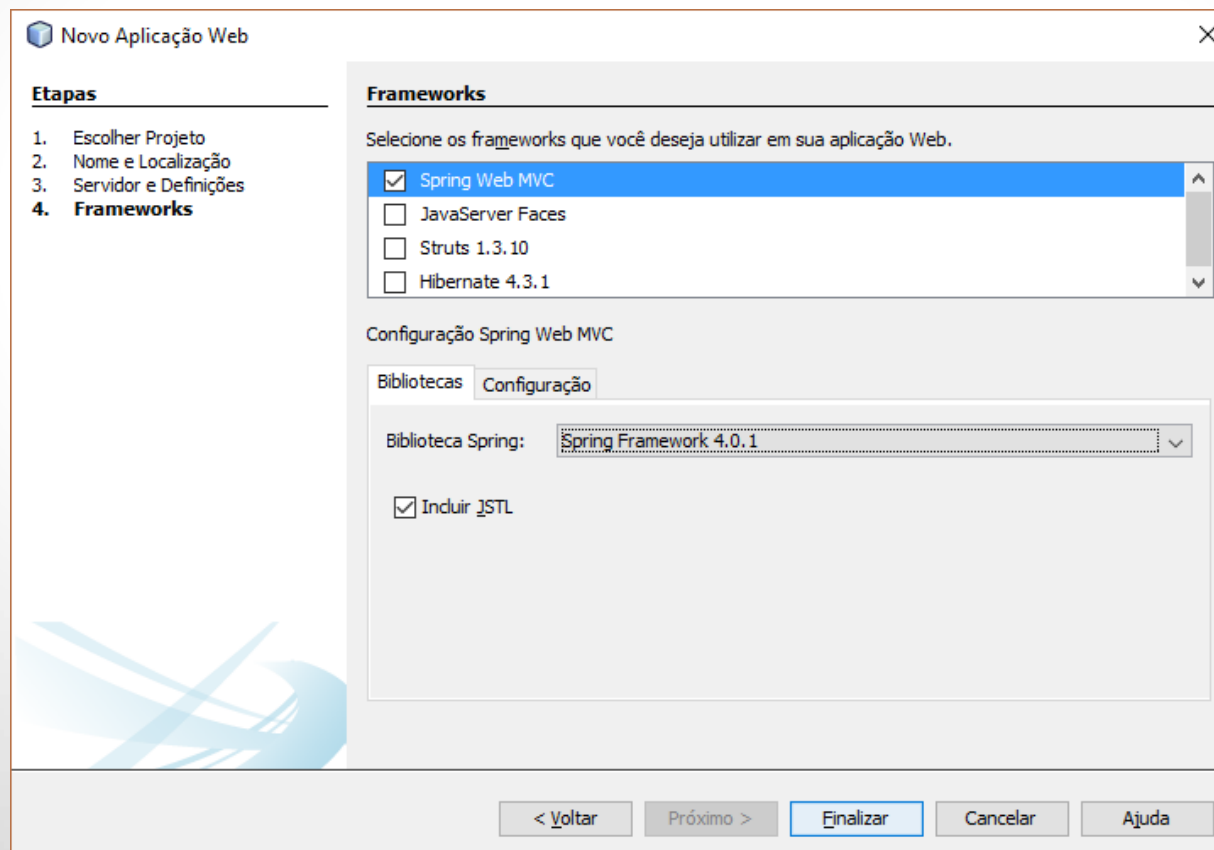 Novo Aplicação Web
Etapas
1. Escolher Projeto
2. Nome e Localização
3. Servidor e Definições
4. Frameworks
Frameworks
Selecione os frameworks que você deseja utilizar em sua aplicação Web.
Spring Web MVC
JavaServer Faces
Struts 1.3.10
Hibernate 4.3.1
Configuração Spring Web MVC
Bibliotecas Configuração
Biblioteca Spring: Spring Framework 4.0.1
Incluir JSTL
< Voltar Próximo > Finalizar Cancelar Ajuda